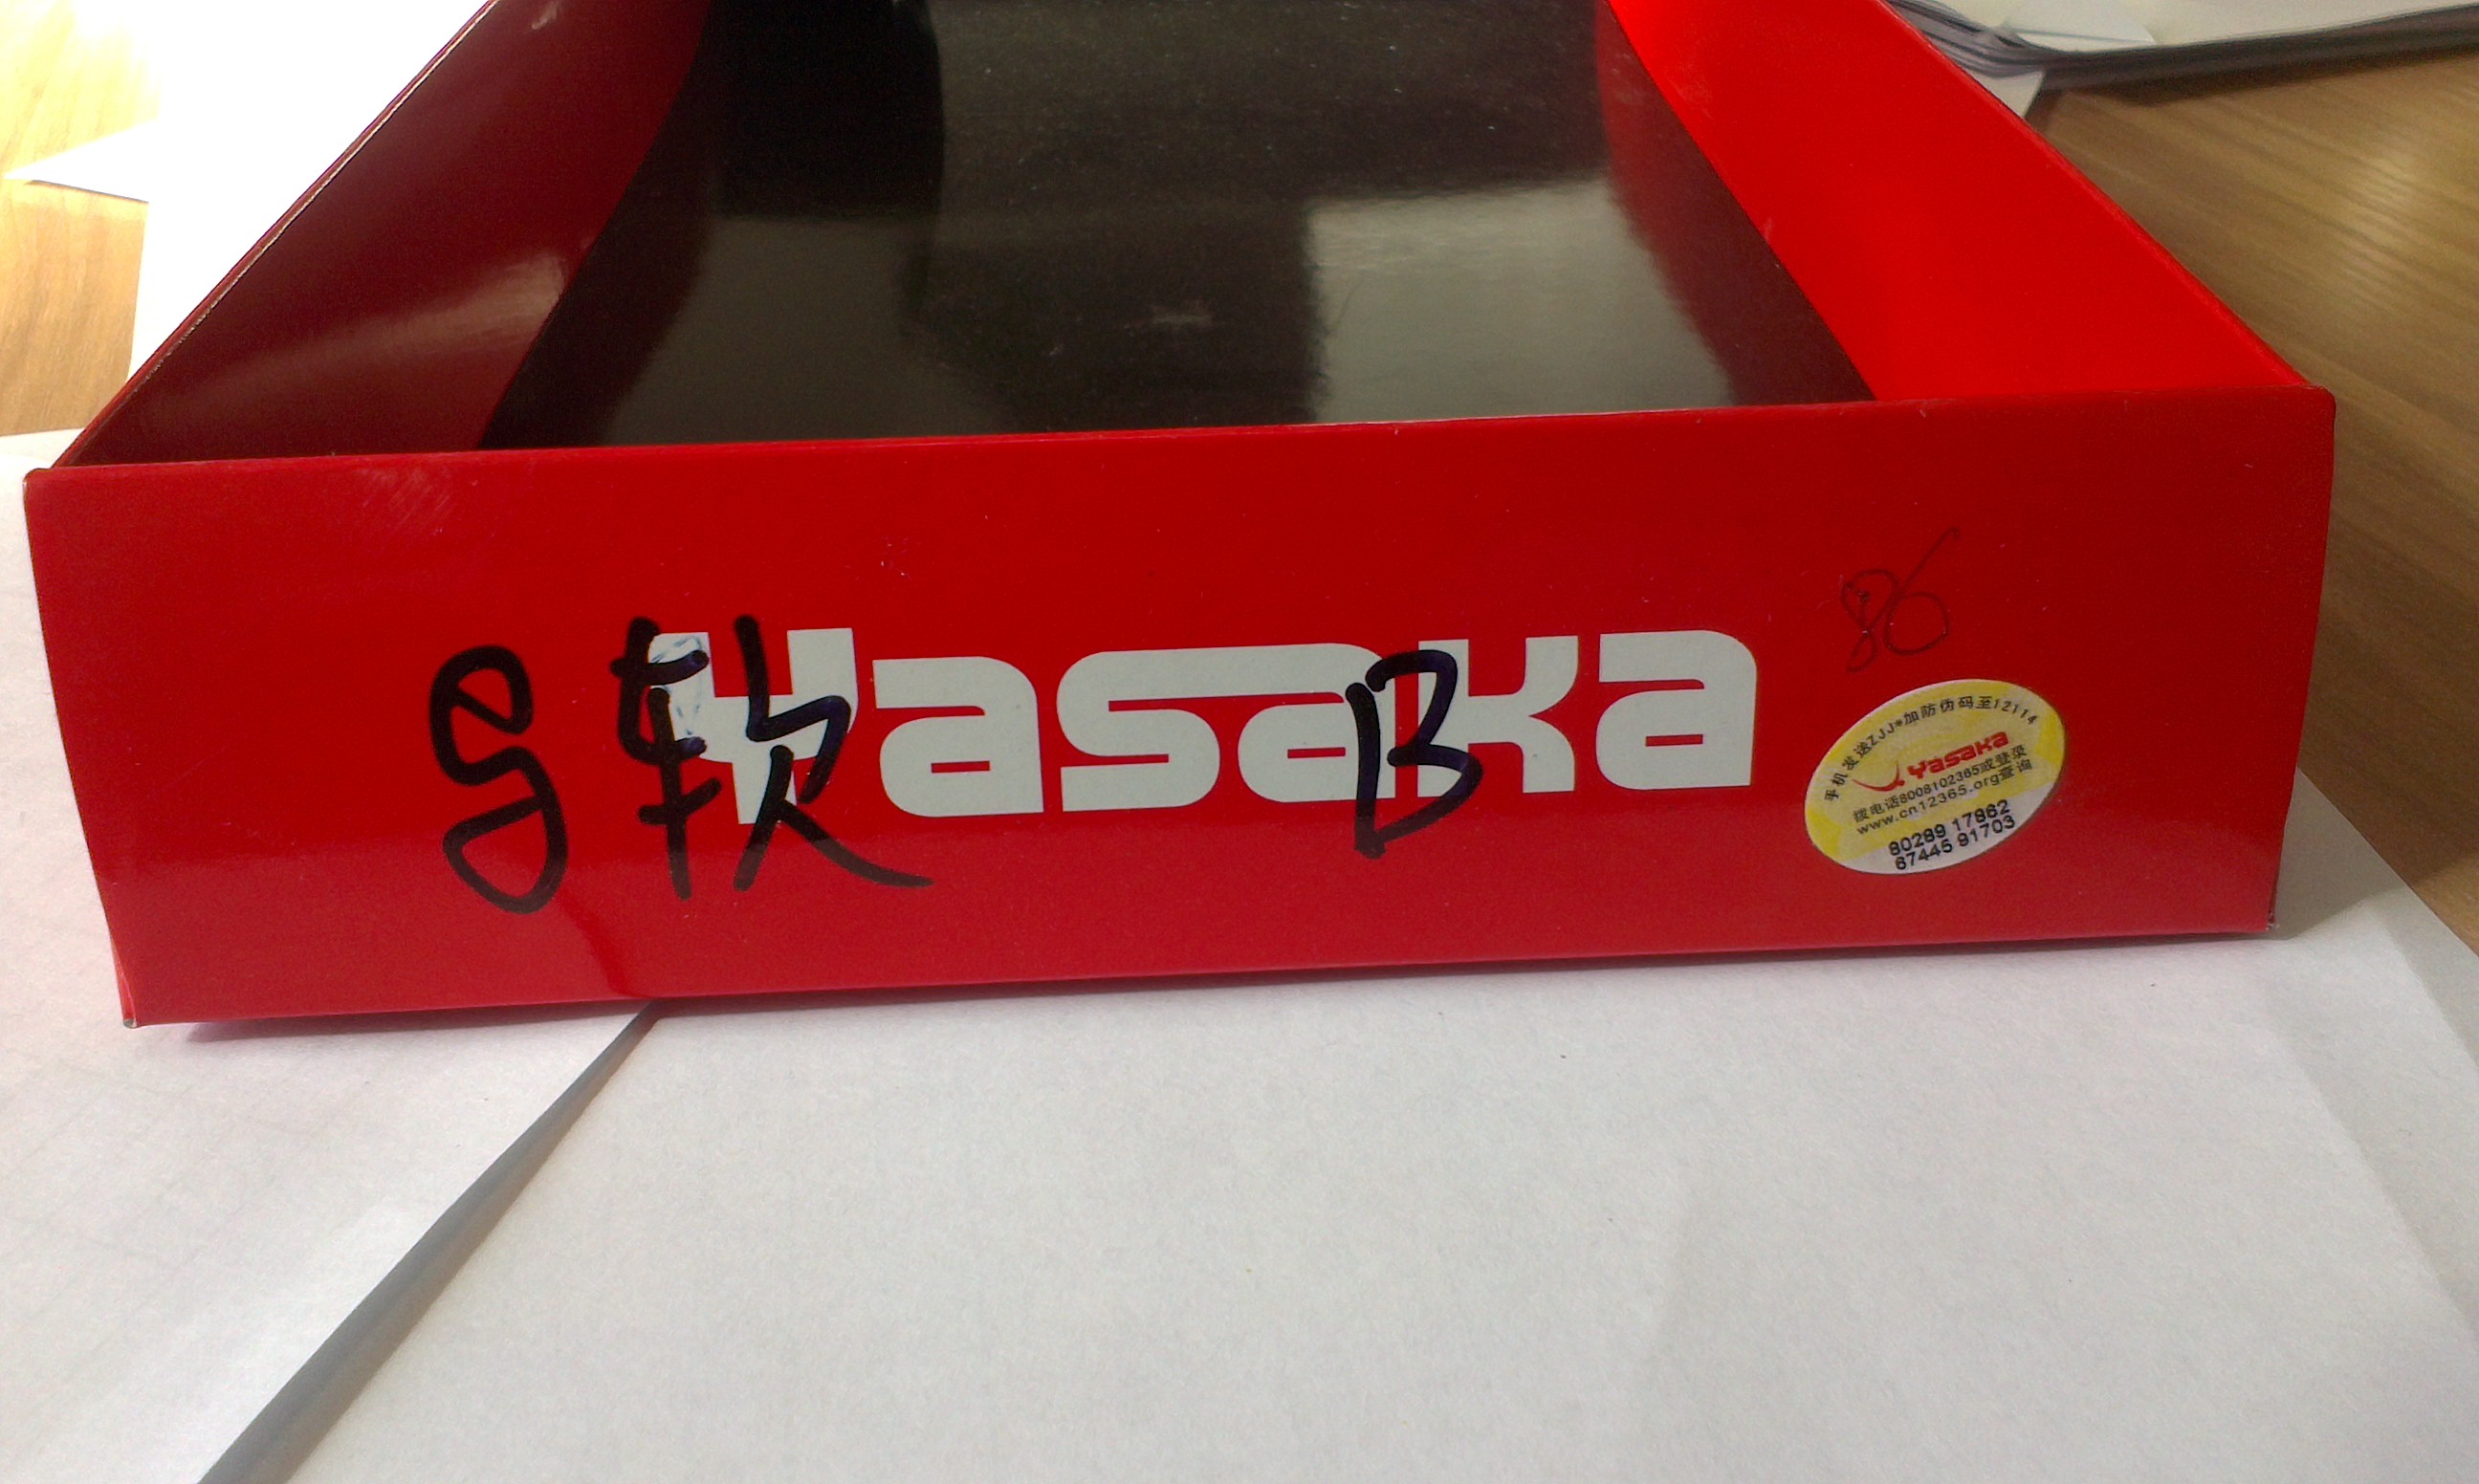 86
Yasaka
8 软 B
手机发送ZJJ*加防伪码至12114
Yasaka
拨电话8008102365或登录
www.cn12365.org查询
80289 17862
67445 91703